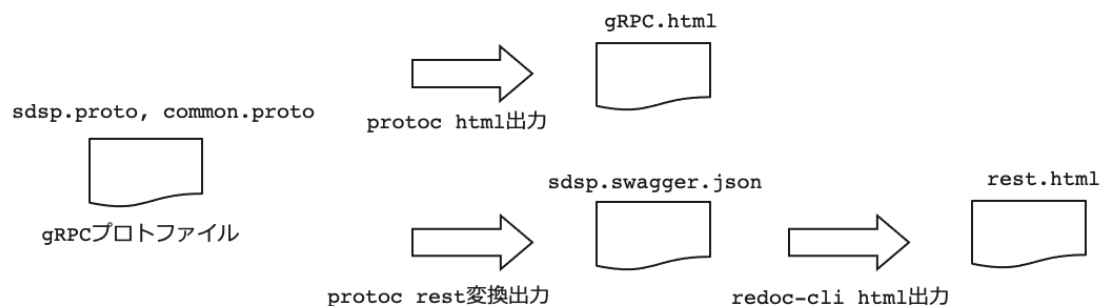 gRPC.html
sdsp.proto, common.proto
protoc html出力
sdsp.swagger.json
rest.html
gRPCプロトファイル
protoc rest変換出力
redoc-cli html出力